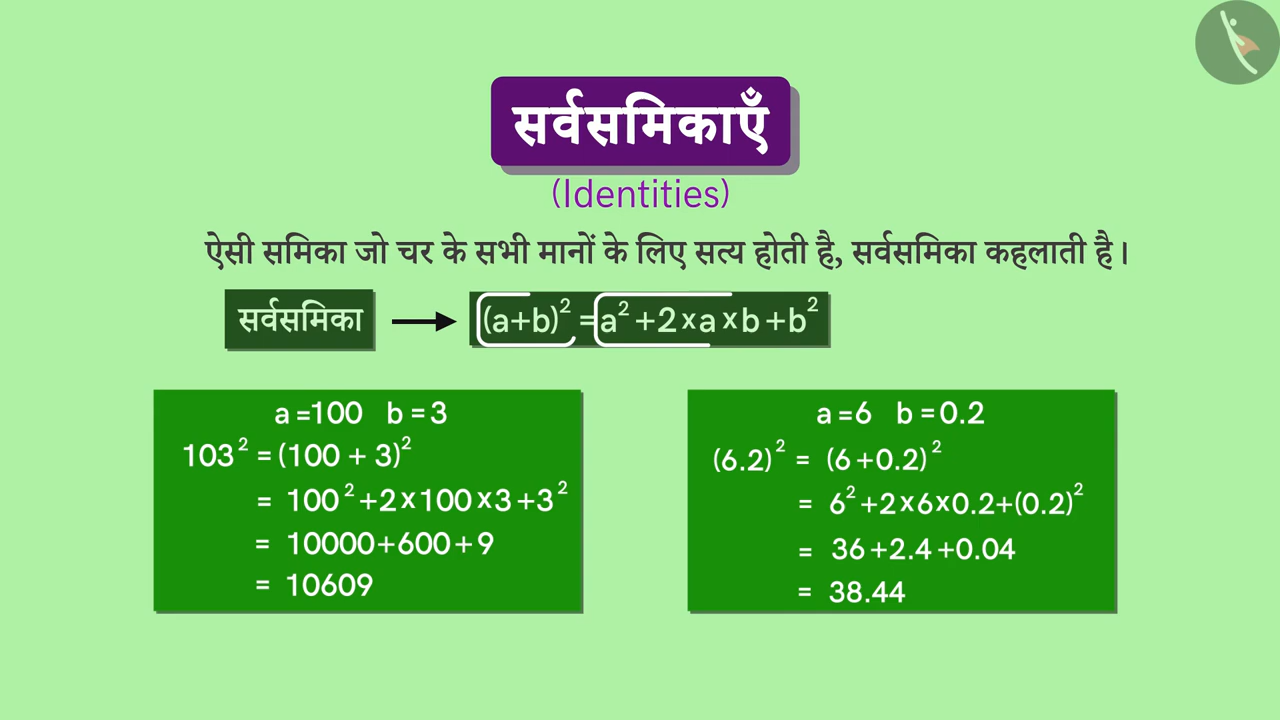 सर्वसमिकाएँ
(Identities)
ऐसी समिका जो चर के सभी मानों के लिए सत्य होती है, सर्वसमिका कहलाती है।
सर्वसमिका → (a+b)² = a² + 2 × a × b + b²
a = 100 b = 3
103² = (100 + 3)²
= 100² + 2 × 100 × 3 + 3²
= 10000 + 600 + 9
= 10609
a = 6 b = 0.2
(6.2)² = (6 + 0.2)²
= 6² + 2 × 6 × 0.2 + (0.2)²
= 36 + 2.4 + 0.04
= 38.44